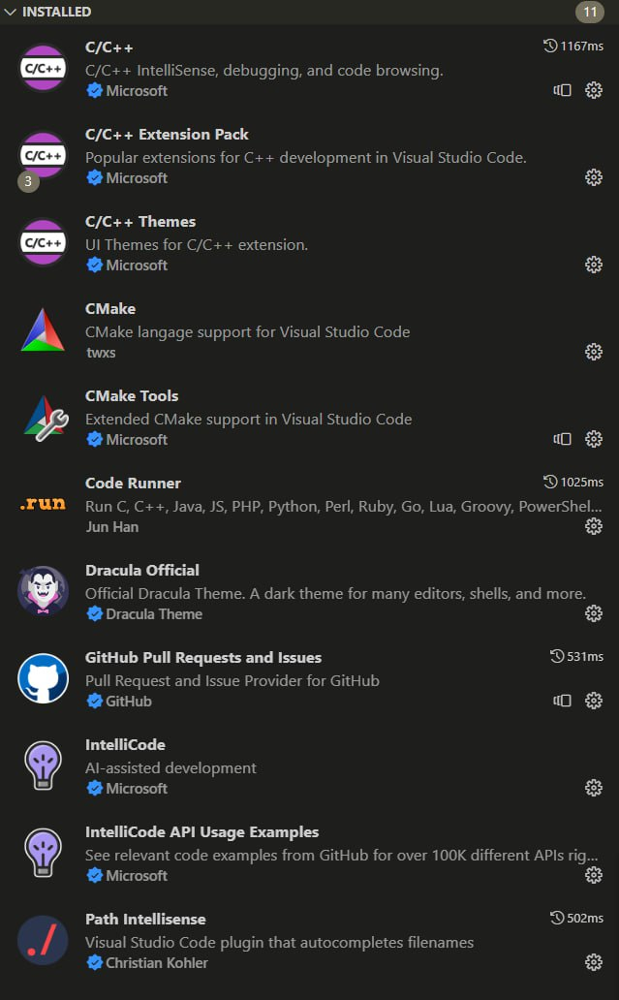 INSTALLED 11
C/C++ 1167ms
C/C++
C/C++ IntelliSense, debugging, and code browsing.
Microsoft
C/C++ Extension Pack
C/C++
Popular extensions for C++ development in Visual Studio Code.
3 Microsoft
C/C++ Themes
C/C++
UI Themes for C/C++ extension.
Microsoft
CMake
CMake langage support for Visual Studio Code
twxs
CMake Tools
Extended CMake support in Visual Studio Code
Microsoft
Code Runner 1025ms
.run
Run C, C++, Java, JS, PHP, Python, Perl, Ruby, Go, Lua, Groovy, PowerShel...
Jun Han
Dracula Official
Official Dracula Theme. A dark theme for many editors, shells, and more.
Dracula Theme
GitHub Pull Requests and Issues 531ms
Pull Request and Issue Provider for GitHub
GitHub
IntelliCode
AI-assisted development
Microsoft
IntelliCode API Usage Examples
See relevant code examples from GitHub for over 100K different APIs rig...
Microsoft
Path Intellisense 502ms
./
Visual Studio Code plugin that autocompletes filenames
Christian Kohler